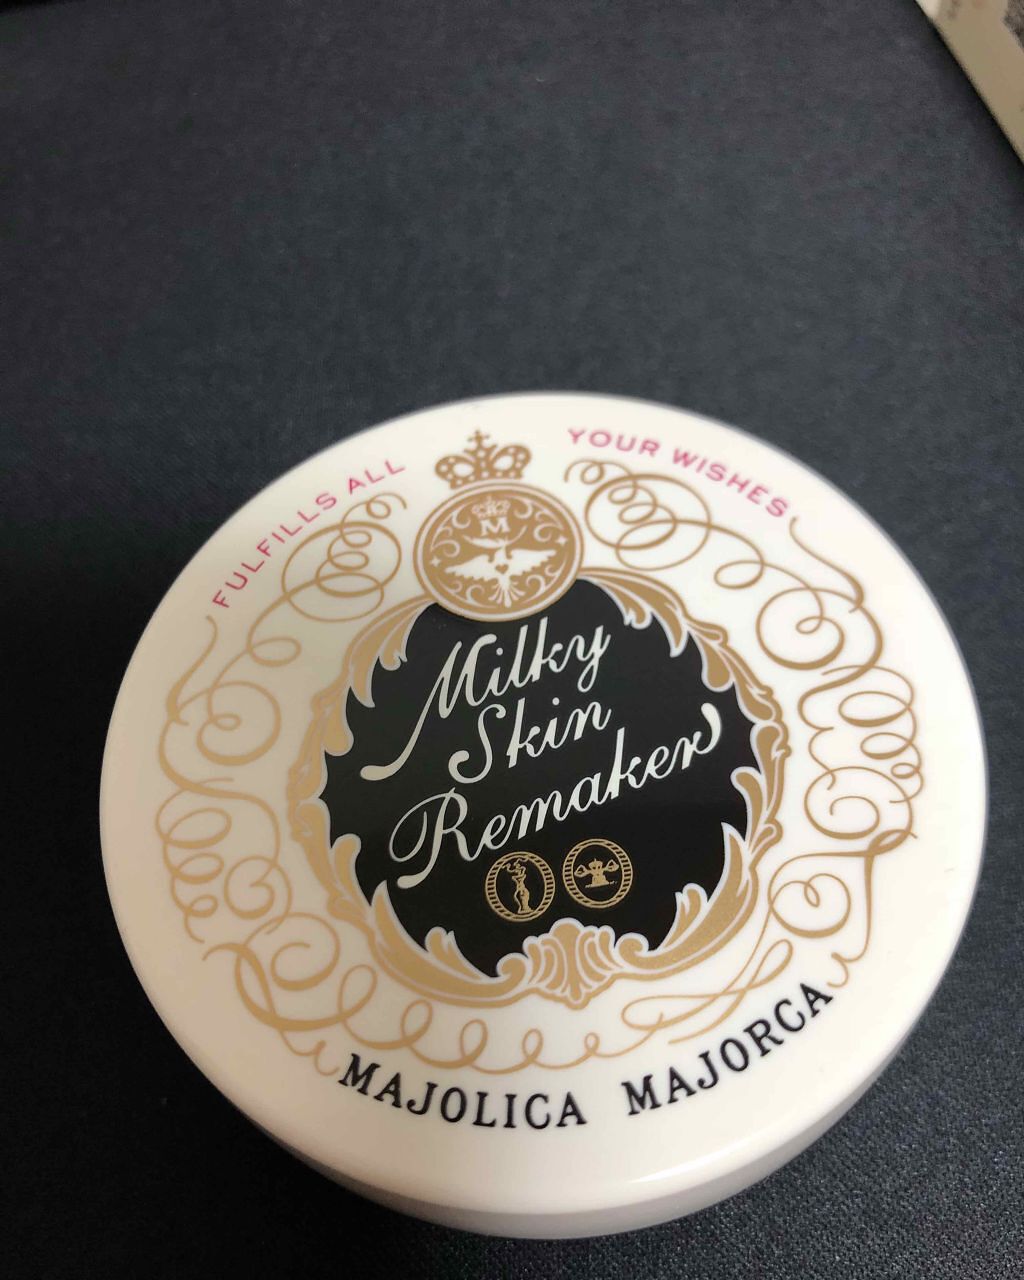 FULFILLS ALL YOUR WISHES
M
Milky
Skin
Remaker
MAJOLICA MAJORCA